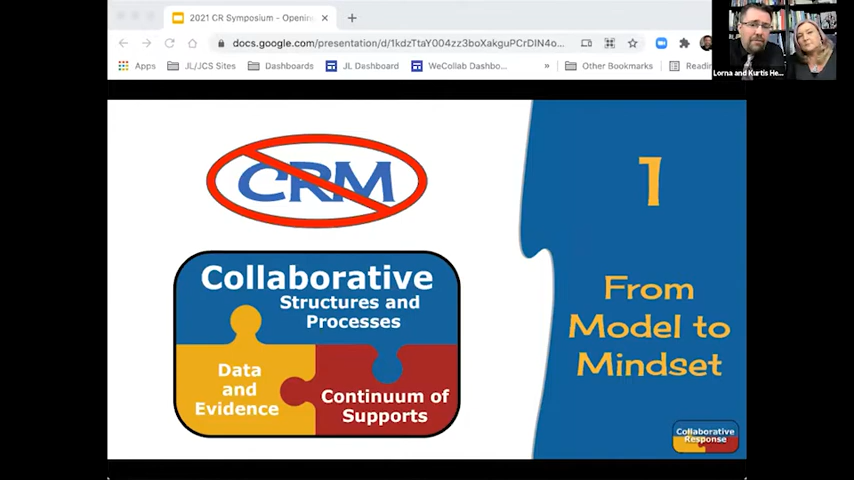 2021 CR Symposium - Opening
docs.google.com/presentation/d/1kdzTtaY004zz3boXakguPCrDIN4o...
Apps
JL/JCS Sites
Dashboards
JL Dashboard
WeCollab Dashbo...
»
Other Bookmarks
Readin
Lorna and Kurtis He...
CRM
Collaborative
Structures and
Processes
Data
and
Evidence
Continuum of
Supports
1
From
Model to
Mindset
Collaborative
Response